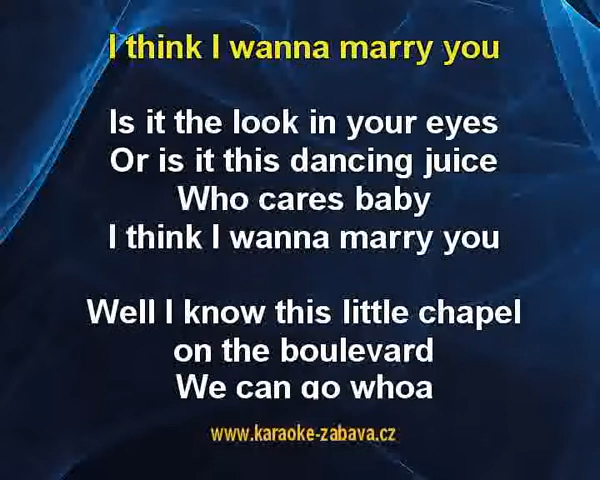 I think I wanna marry you
Is it the look in your eyes
Or is it this dancing juice
Who cares baby
I think I wanna marry you
Well I know this little chapel
on the boulevard
We can go whoa
www.karaoke-zabava.cz